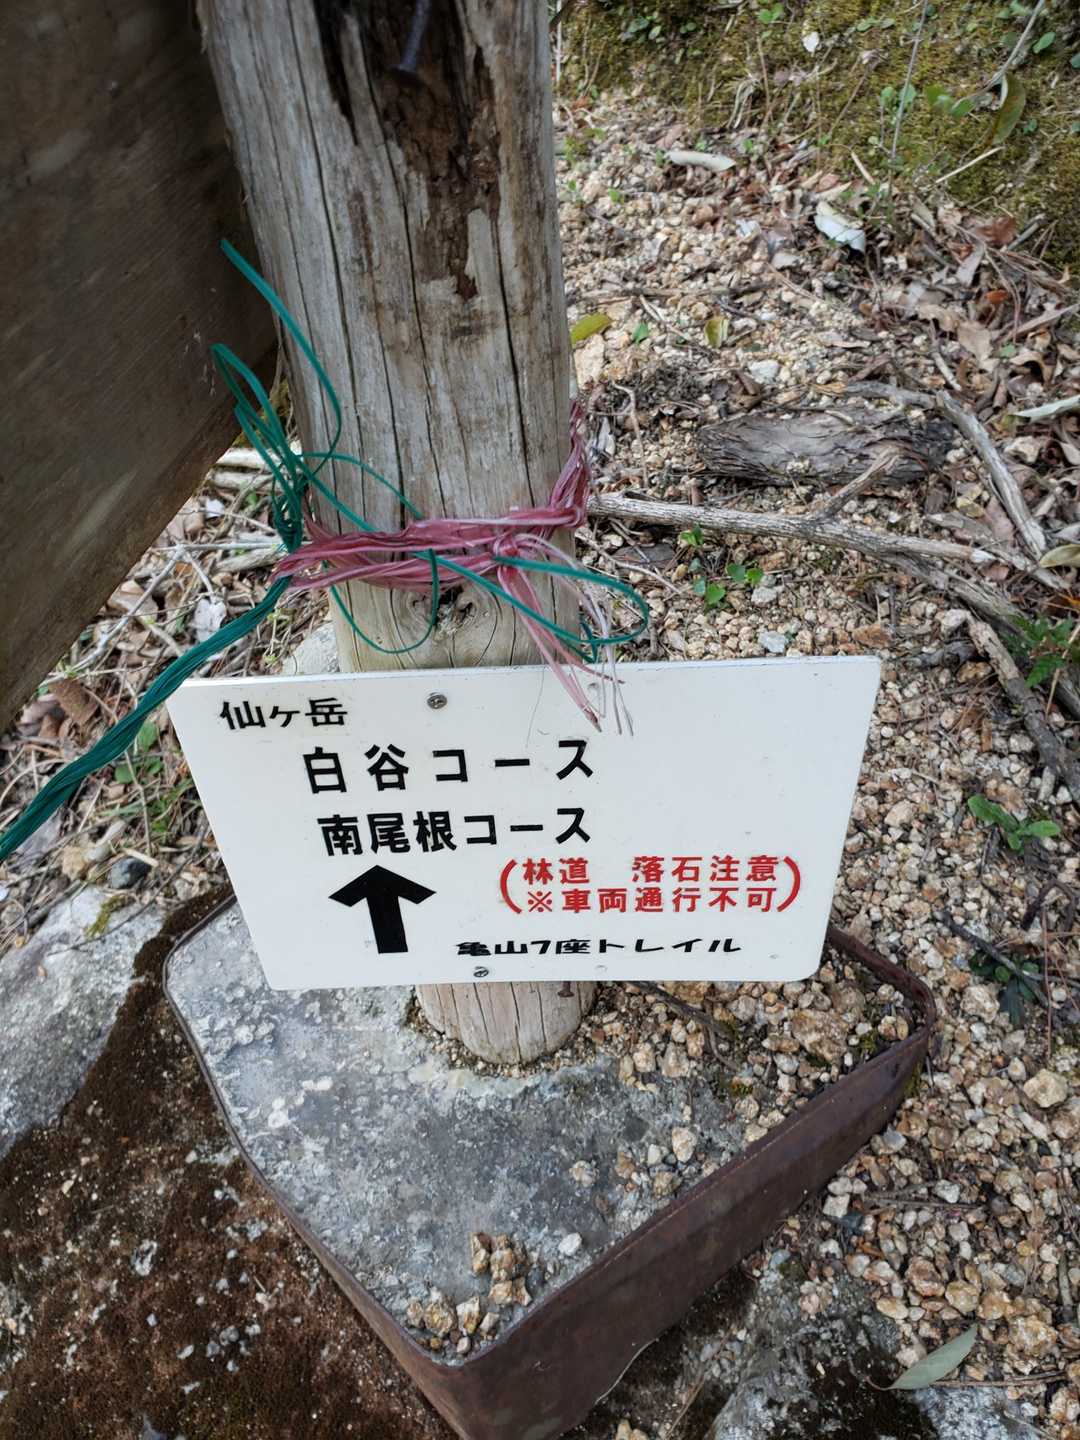 仙ヶ岳
白谷コース
南尾根コース
(林道　落石注意)
(※車両通行不可)
亀山7座トレイル